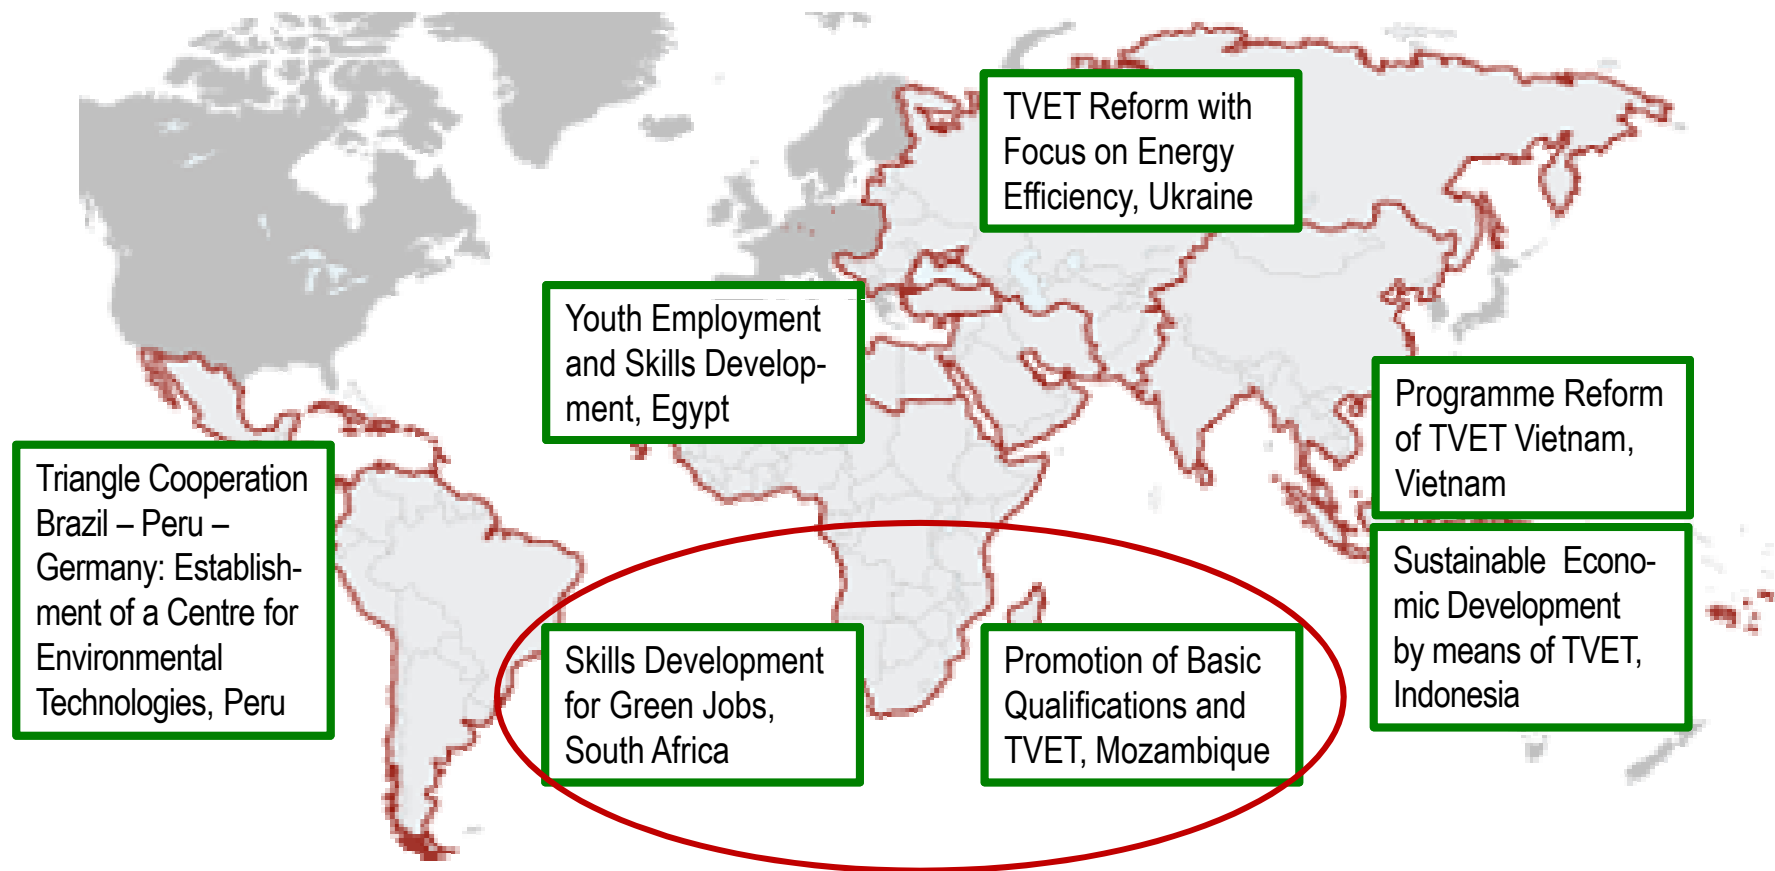 TVET Reform with
Focus on Energy
Efficiency, Ukraine
Youth Employment
and Skills Develop-
ment, Egypt
Programme Reform
of TVET Vietnam,
Vietnam
Triangle Cooperation
Brazil – Peru –
Germany: Establish-
ment of a Centre for
Environmental
Technologies, Peru
Sustainable Econo-
mic Development
by means of TVET,
Indonesia
Skills Development
for Green Jobs,
South Africa
Promotion of Basic
Qualifications and
TVET, Mozambique